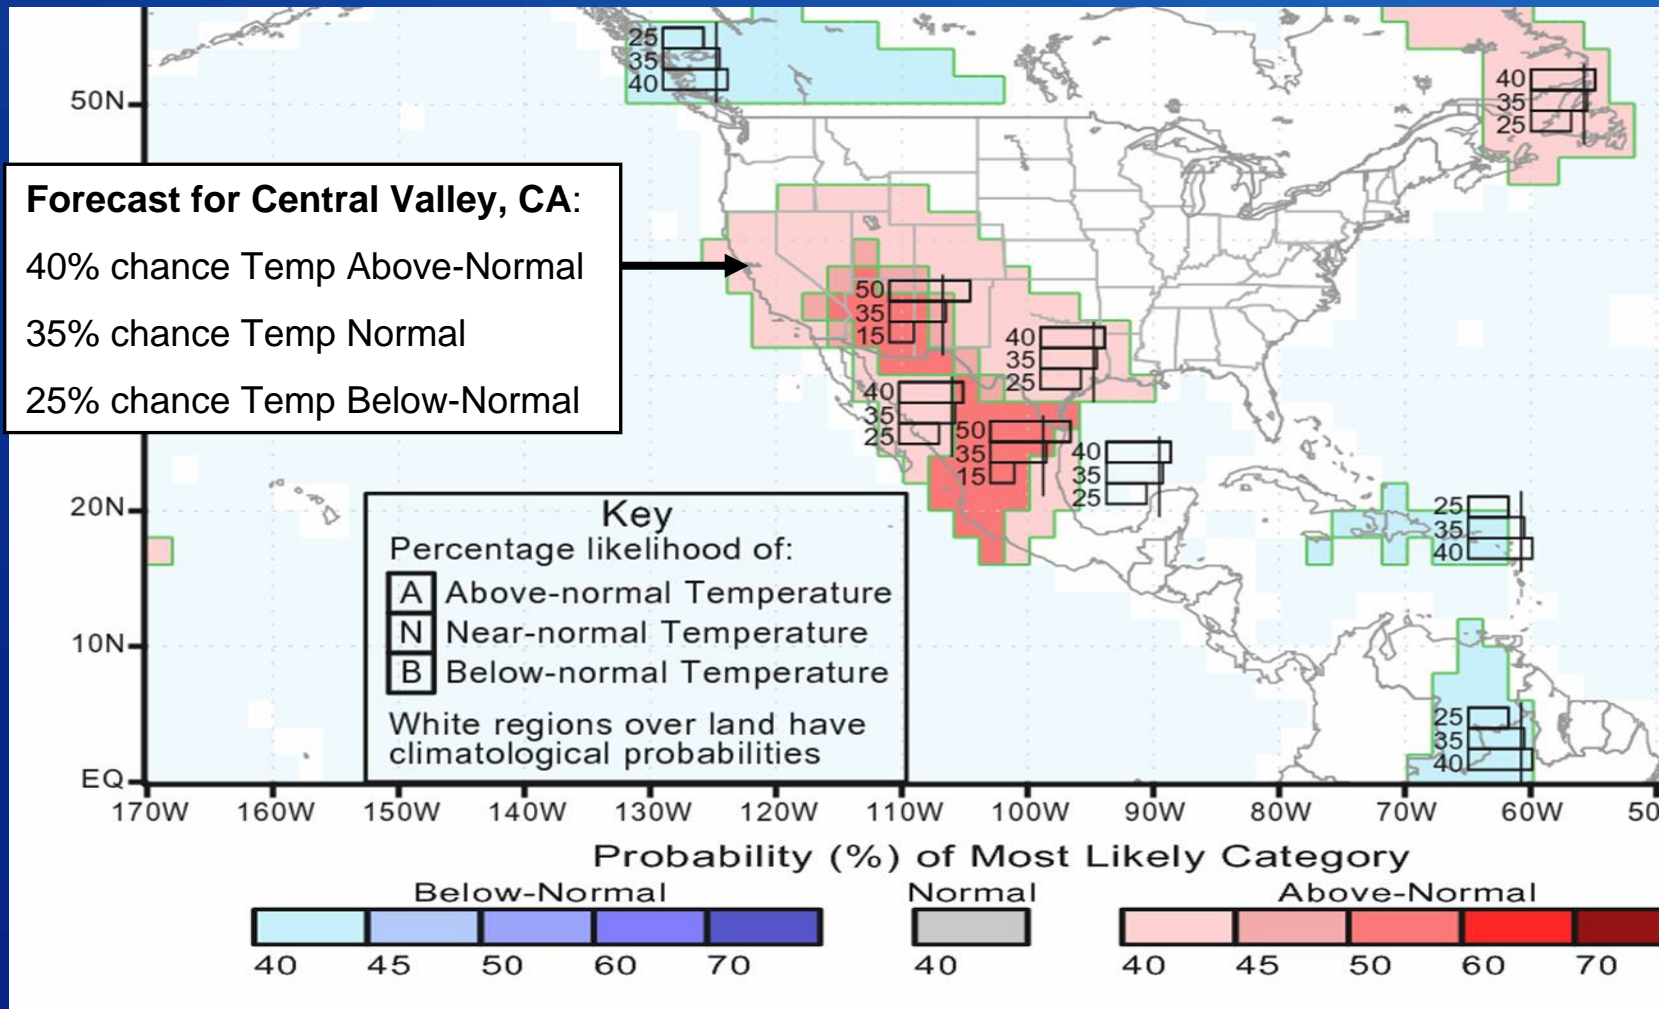 25
35
40
50N
40
35
25
Forecast for Central Valley, CA:
40% chance Temp Above-Normal
35% chance Temp Normal
25% chance Temp Below-Normal
50
35
15
40
35
25
40
35
25
50
35
15
40
35
25
20N
25
35
40
Key
Percentage likelihood of:
A Above-normal Temperature
N Near-normal Temperature
B Below-normal Temperature
White regions over land have
climatological probabilities
10N
25
35
40
EQ
170W 160W 150W 140W 130W 120W 110W 100W 90W 80W 70W 60W 50
Probability (%) of Most Likely Category
Below-Normal Normal Above-Normal
40 45 50 60 70 40 40 45 50 60 70